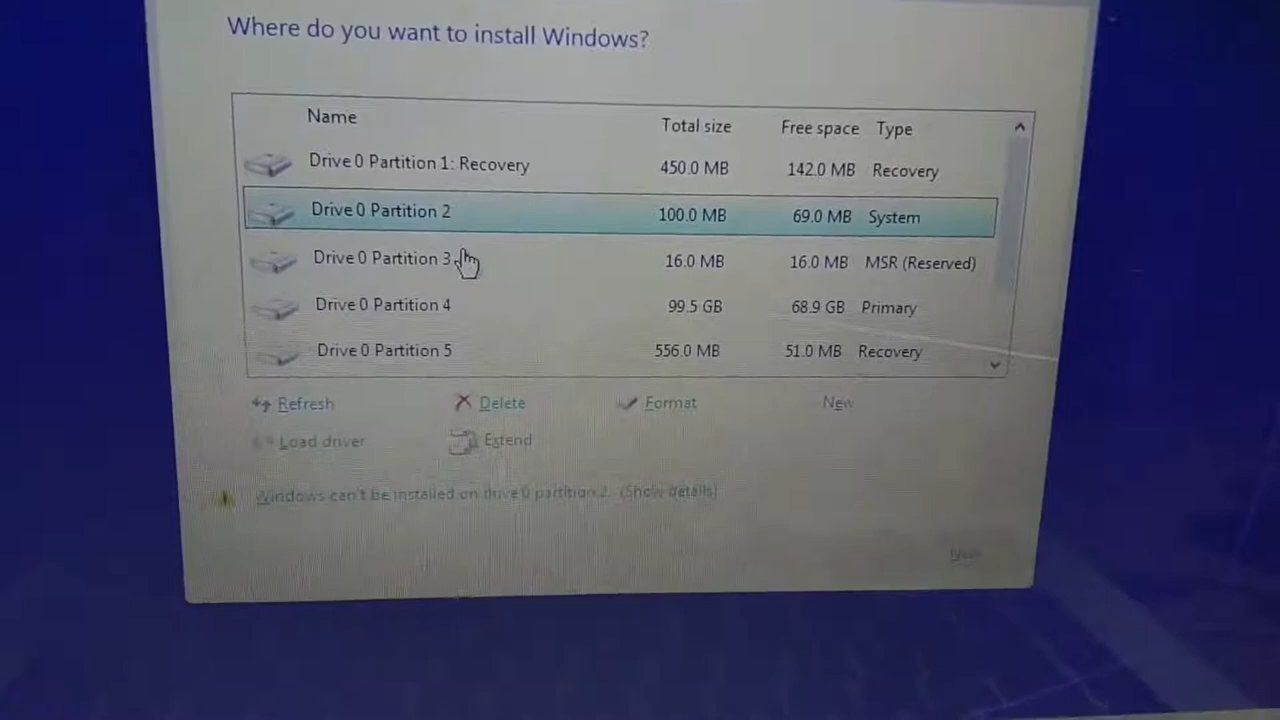 Where do you want to install Windows?
Name Total size Free space Type
Drive 0 Partition 1: Recovery 450.0 MB 142.0 MB Recovery
Drive 0 Partition 2 100.0 MB 69.0 MB System
Drive 0 Partition 3 16.0 MB 16.0 MB MSR (Reserved)
Drive 0 Partition 4 99.5 GB 68.9 GB Primary
Drive 0 Partition 5 556.0 MB 51.0 MB Recovery
Refresh Delete Format New
Load driver Extend
Windows can't be installed on drive 0 partition 2. (Show details)
Next